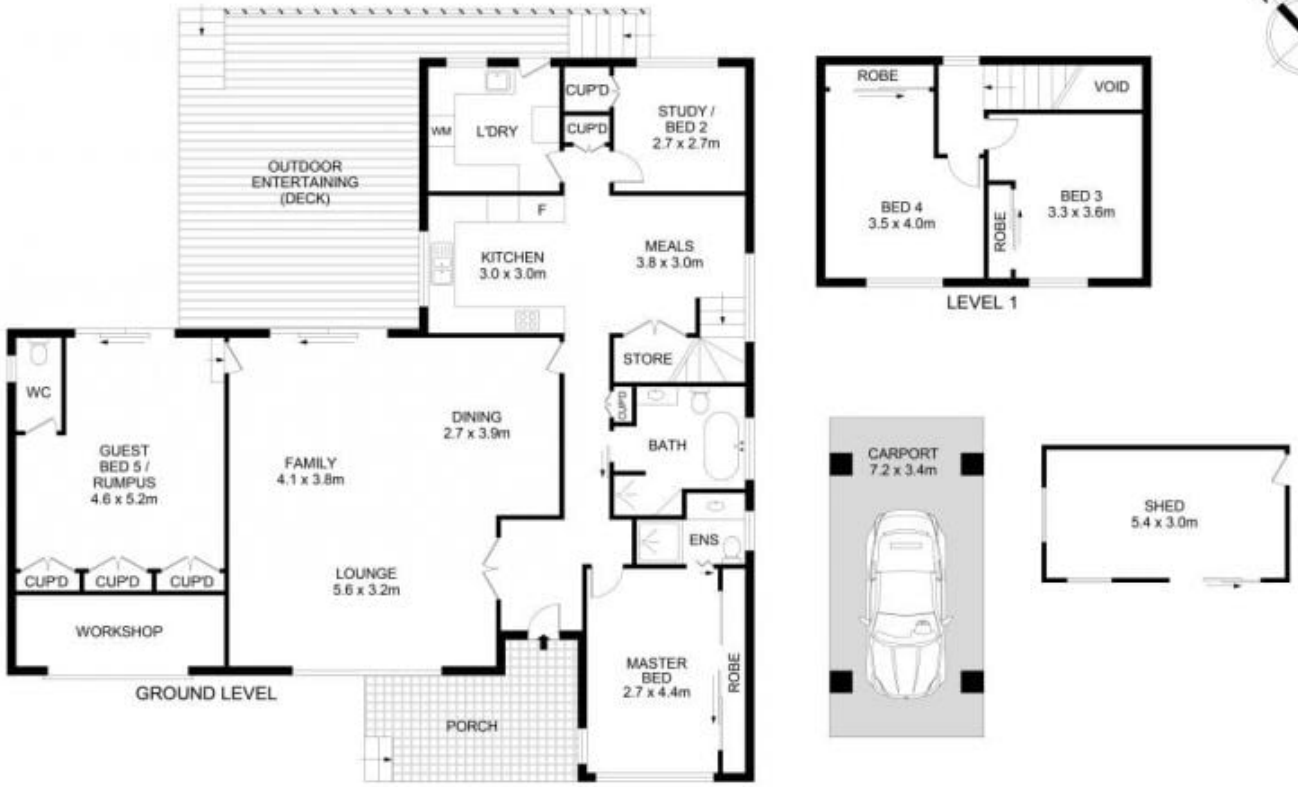 ROBE
VOID
CUP'D
STUDY /
BED 2
2.7 x 2.7m
WM
L'DRY
CUP'D
OUTDOOR
ENTERTAINING
(DECK)
F
BED 4
3.5 x 4.0m
BED 3
3.3 x 3.6m
ROBE
KITCHEN
3.0 x 3.0m
MEALS
3.8 x 3.0m
LEVEL 1
STORE
WC
CUP'D
DINING
2.7 x 3.9m
BATH
GUEST
BED 5 /
RUMPUS
4.6 x 5.2m
FAMILY
4.1 x 3.8m
CARPORT
7.2 x 3.4m
SHED
5.4 x 3.0m
ENS
CUP'D
CUP'D
CUP'D
LOUNGE
5.6 x 3.2m
WORKSHOP
MASTER
BED
2.7 x 4.4m
ROBE
GROUND LEVEL
PORCH